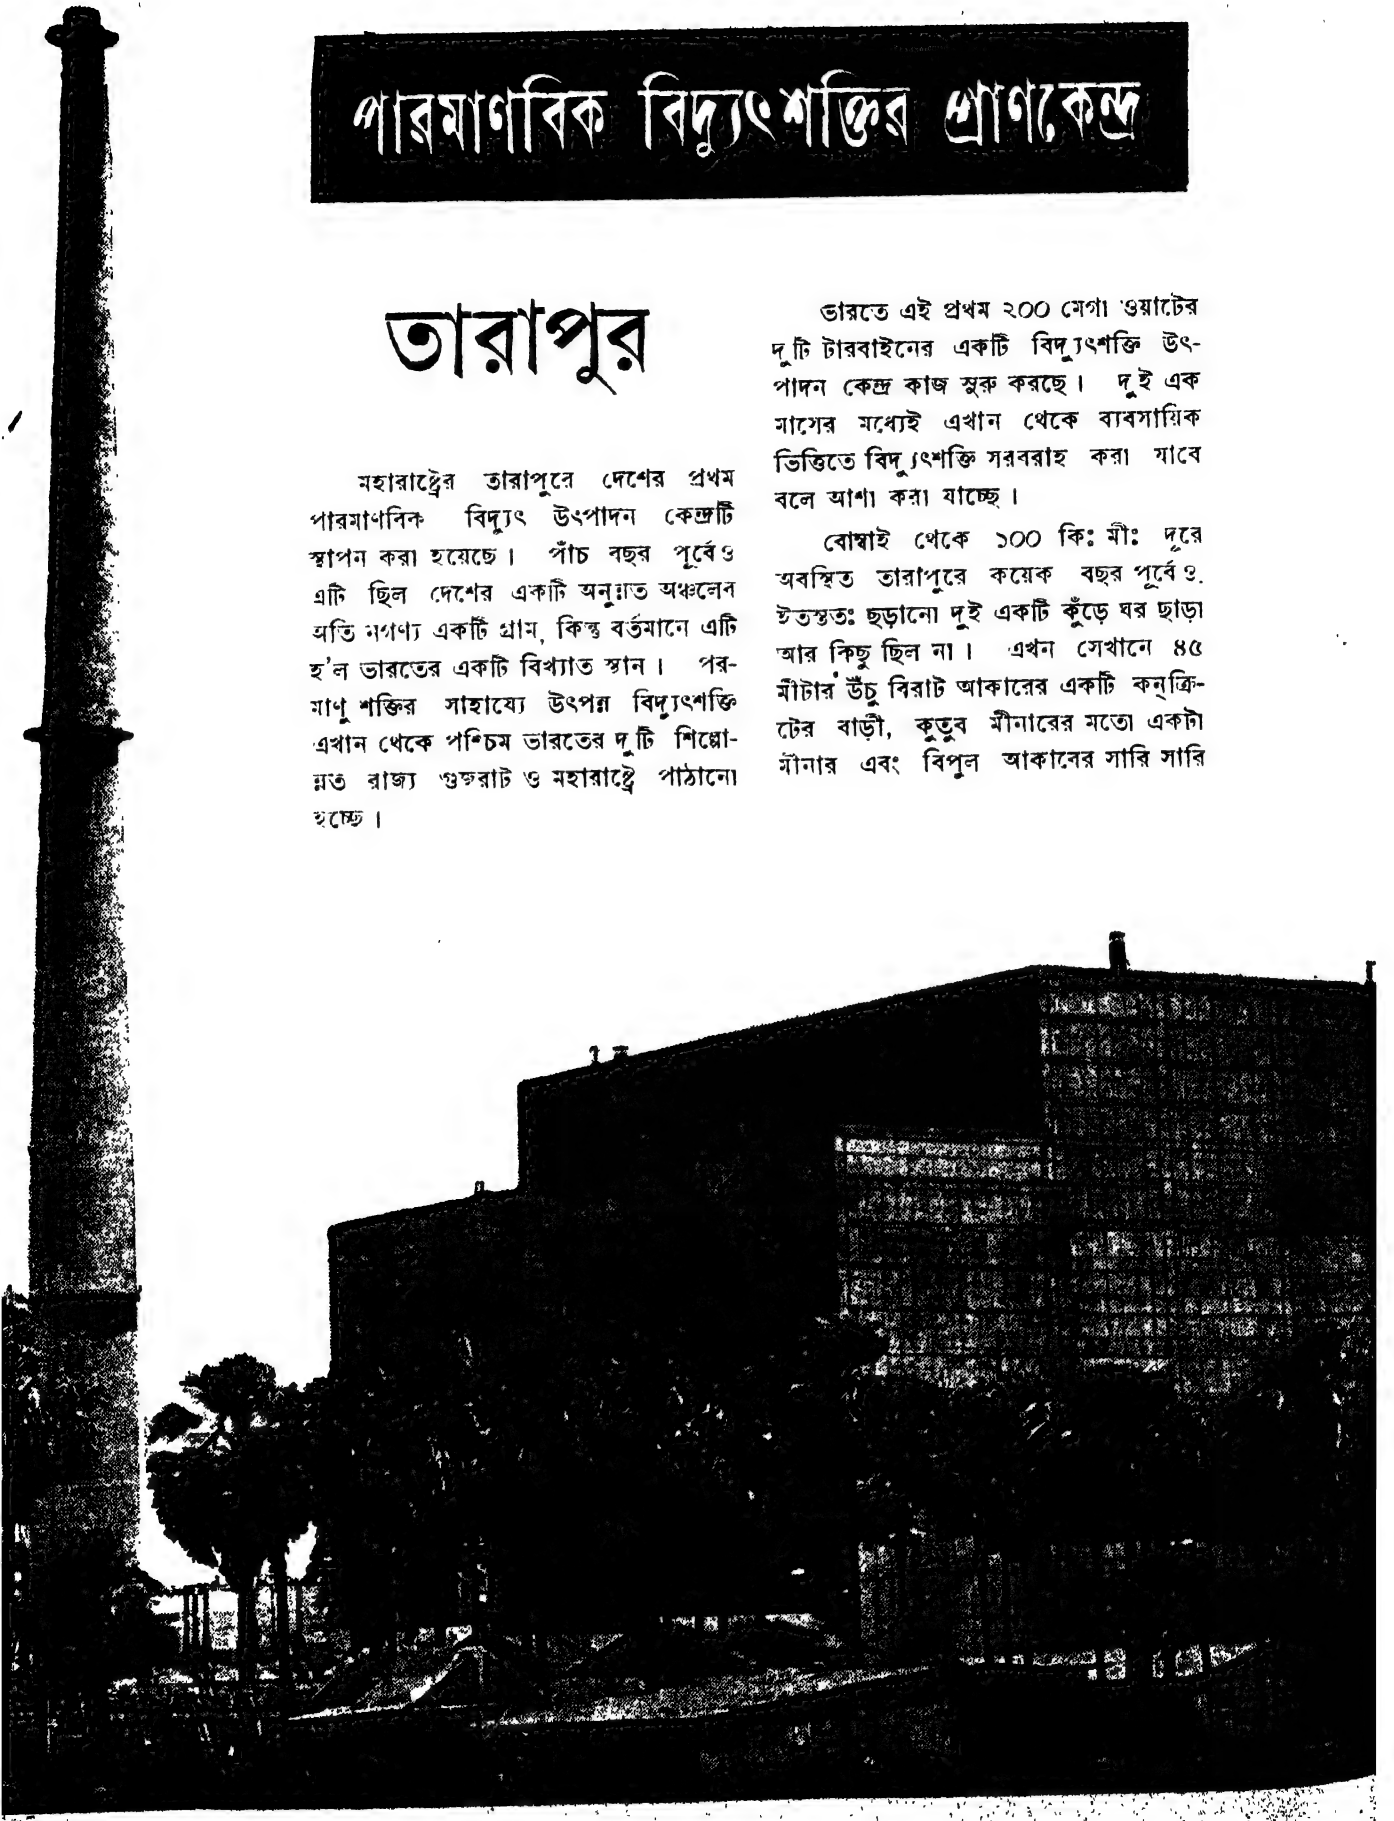 পারমাণবিক বিদ্যুৎশক্তির প্রাণকেন্দ্র
তারাপুর
মহারাষ্ট্রের তারাপুরে দেশের প্রথম
পারমাণবিক বিদ্যুৎ উৎপাদন কেন্দ্রটি
স্থাপন করা হয়েছে। পাঁচ বছর পূর্বেও
এটি ছিল দেশের একটি অনুন্নত অঞ্চলের
অতি নগণ্য একটি গ্রাম, কিন্তু বর্তমানে এটি
হ'ল ভারতের একটি বিখ্যাত স্থান। পর-
মাণু শক্তির সাহায্যে উৎপন্ন বিদ্যুৎশক্তি
এখান থেকে পশ্চিম ভারতের দুটি শিল্পো-
ন্নত রাজ্য গুজরাট ও মহারাষ্ট্রে পাঠানো
হচ্ছে।
ভারতে এই প্রথম ২০০ মেগা ওয়াটের
দুটি টারবাইনের একটি বিদ্যুৎশক্তি উৎ-
পাদন কেন্দ্র কাজ সুরু করছে। দুই এক
মাসের মধ্যেই এখান থেকে ব্যবসায়িক
ভিত্তিতে বিদ্যুৎশক্তি সরবরাহ করা যাবে
বলে আশা করা যাচ্ছে।
বোম্বাই থেকে ১০০ কি: মী: দূরে
অবস্থিত তারাপুরে কয়েক বছর পূর্বেও
ইতস্তত: ছড়ানো দুই একটি কুঁড়ে ঘর ছাড়া
আর কিছু ছিল না। এখন সেখানে ৪৫
মীটার উঁচু বিরাট আকারের একটি কন্‌ক্রি-
টের বাড়ী, কুতুব মীনারের মতো একটা
মীনার এবং বিপুল আকারের সারি সারি